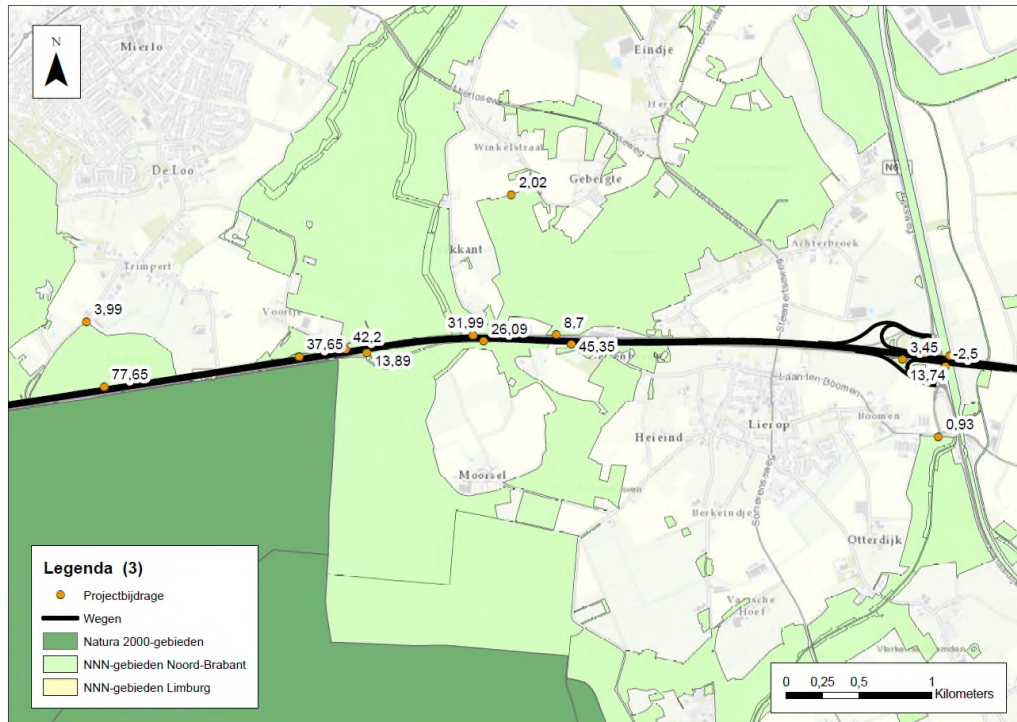 N
Mierlo
Eindje
Winkelstraat
De Loo
Gebergte
2,02
Achterbroek
Trimpert
Voortje
3,99
31,99
26,09
8,7
42,2
37,65
13,89
45,35
3,45
-2,5
77,65
13,74
Laan ten Boomen
Boomen
Lierop
0,93
Heieind
Moorsel
Somerenseweg
Berkeindje
Otterdijk
Hoef
Legenda (3)
Projectbijdrage
Wegen
Natura 2000-gebieden
NNN-gebieden Noord-Brabant
NNN-gebieden Limburg
0 0,25 0,5 1
Kilometers